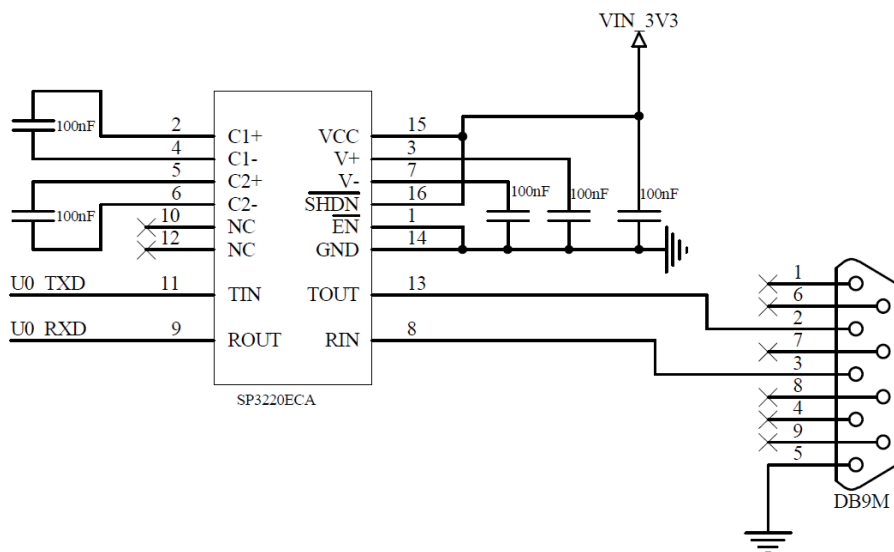 VIN_3V3
100nF
2 C1+
4 C1-
5 C2+
6 C2-
100nF
10 NC
12 NC
U0_TXD 11 TIN
U0_RXD 9 ROUT
VCC 15
V+ 3
V- 7
SHDN 16
EN 1
GND 14
TOUT 13
RIN 8
100nF
100nF
100nF
SP3220ECA
1
6
2
7
3
8
4
9
5
DB9M